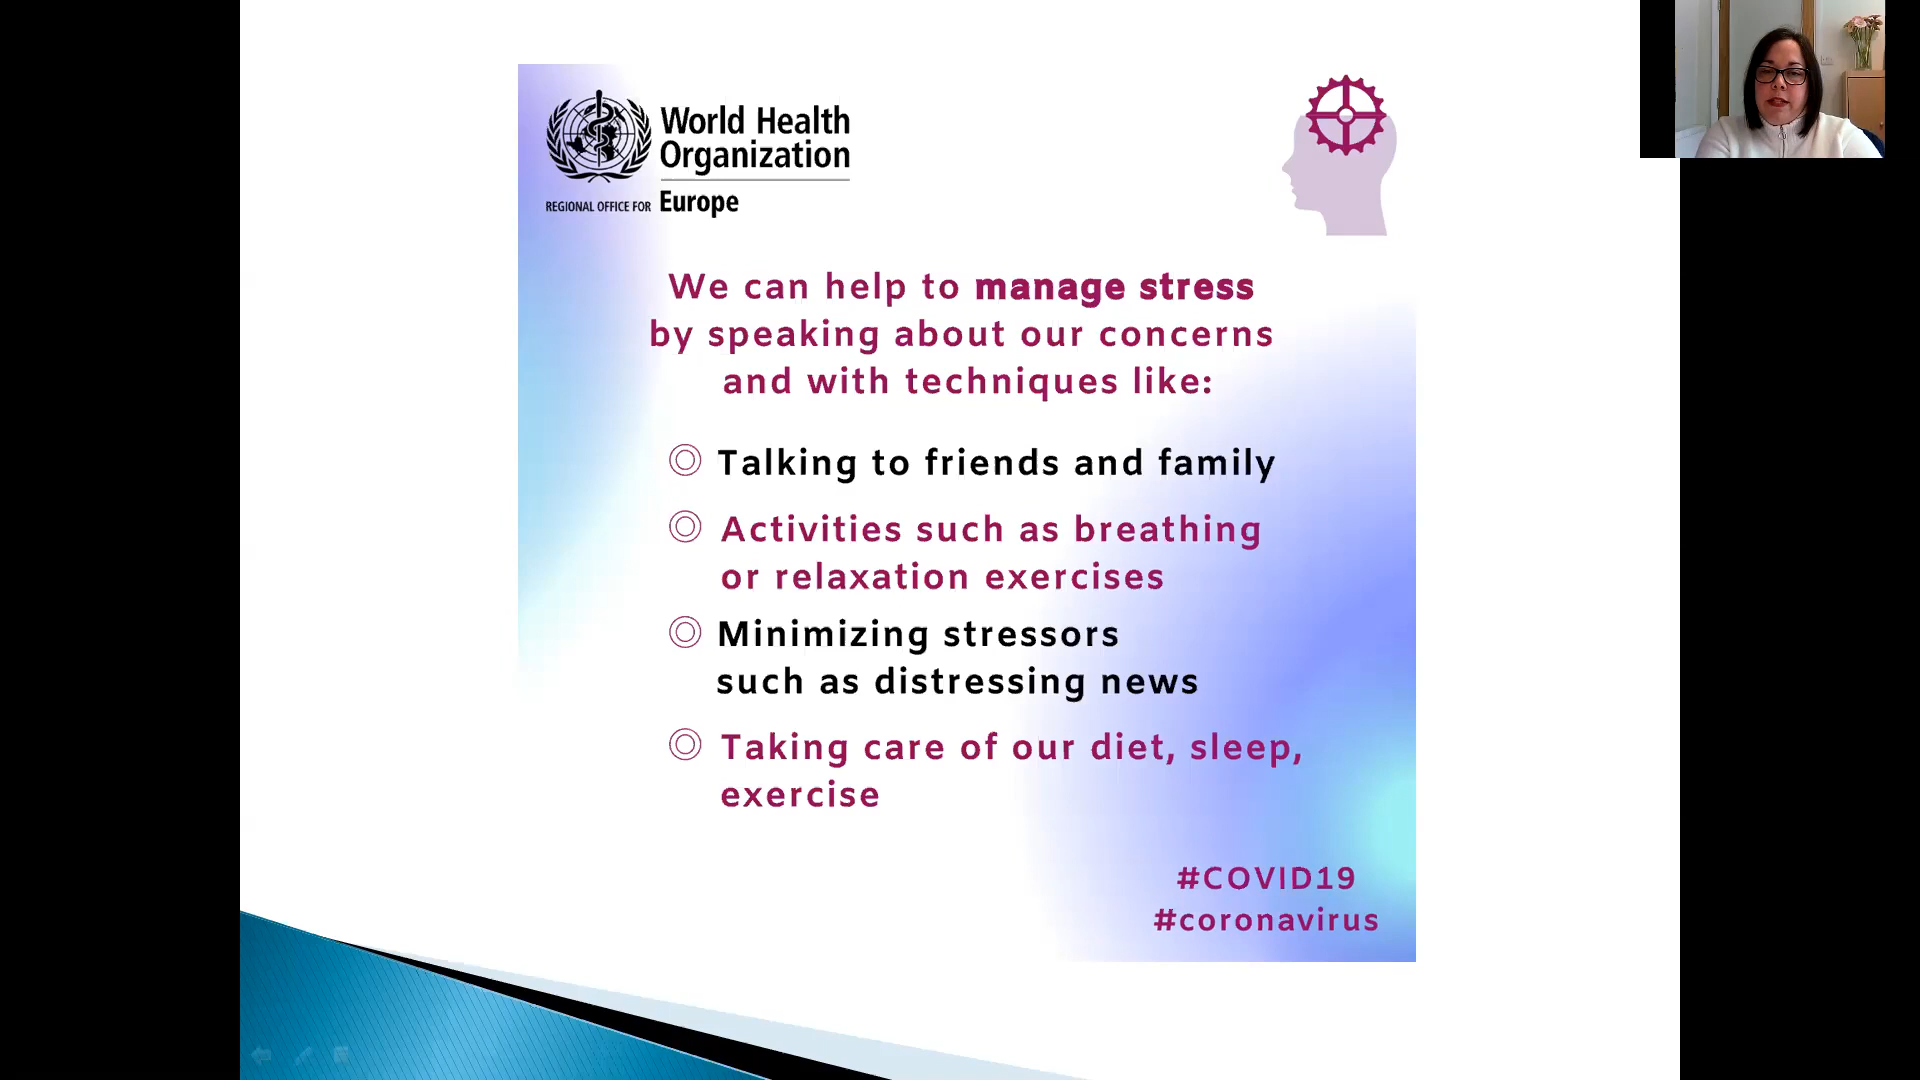 World Health
Organization
REGIONAL OFFICE FOR Europe
We can help to manage stress
by speaking about our concerns
and with techniques like:
Talking to friends and family
Activities such as breathing
or relaxation exercises
Minimizing stressors
such as distressing news
Taking care of our diet, sleep,
exercise
#COVID19
#coronavirus